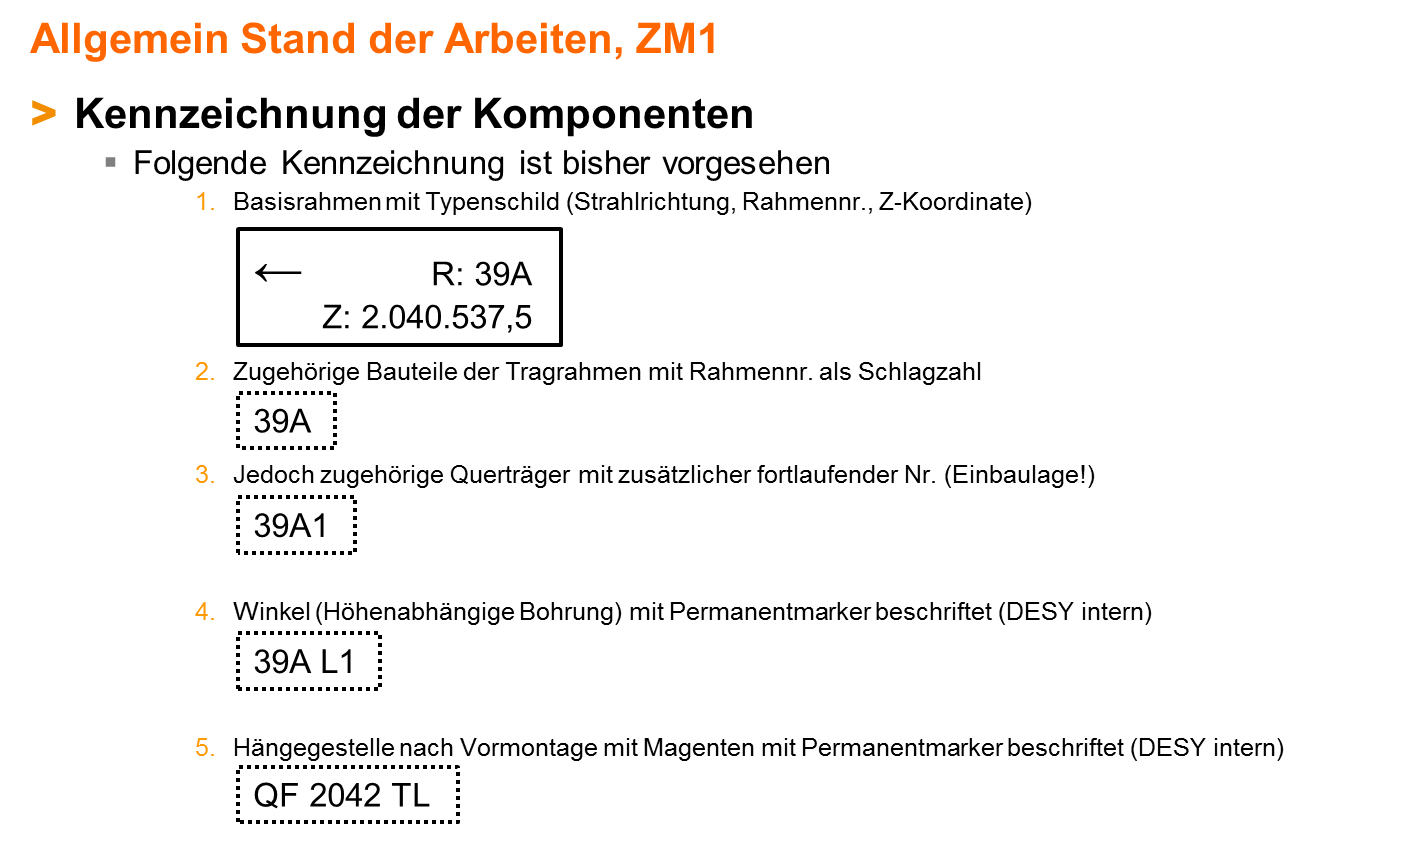 Allgemein Stand der Arbeiten, ZM1
> Kennzeichnung der Komponenten
▪ Folgende Kennzeichnung ist bisher vorgesehen
1. Basisrahmen mit Typenschild (Strahlrichtung, Rahmennr., Z-Koordinate)
← R: 39A
Z: 2.040.537,5
2. Zugehörige Bauteile der Tragrahmen mit Rahmennr. als Schlagzahl
39A
3. Jedoch zugehörige Querträger mit zusätzlicher fortlaufender Nr. (Einbaulage!)
39A1
4. Winkel (Höhenabhängige Bohrung) mit Permanentmarker beschriftet (DESY intern)
39A L1
5. Hängegestelle nach Vormontage mit Magenten mit Permanentmarker beschriftet (DESY intern)
QF 2042 TL